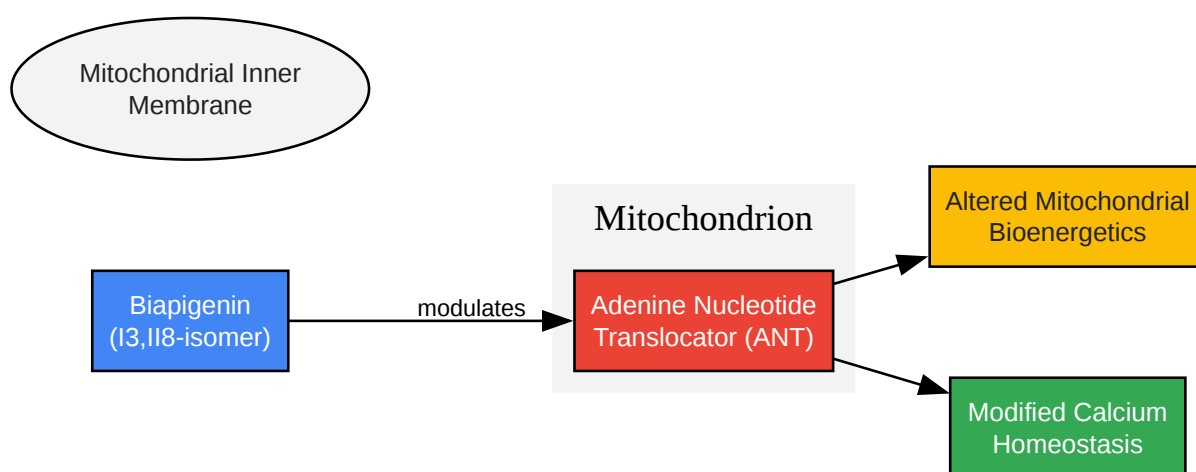 Mitochondrial Inner
Membrane
Mitochondrion
Altered Mitochondrial
Bioenergetics
Biapigenin
(I3,II8-isomer)
modulates
Adenine Nucleotide
Translocator (ANT)
Modified Calcium
Homeostasis